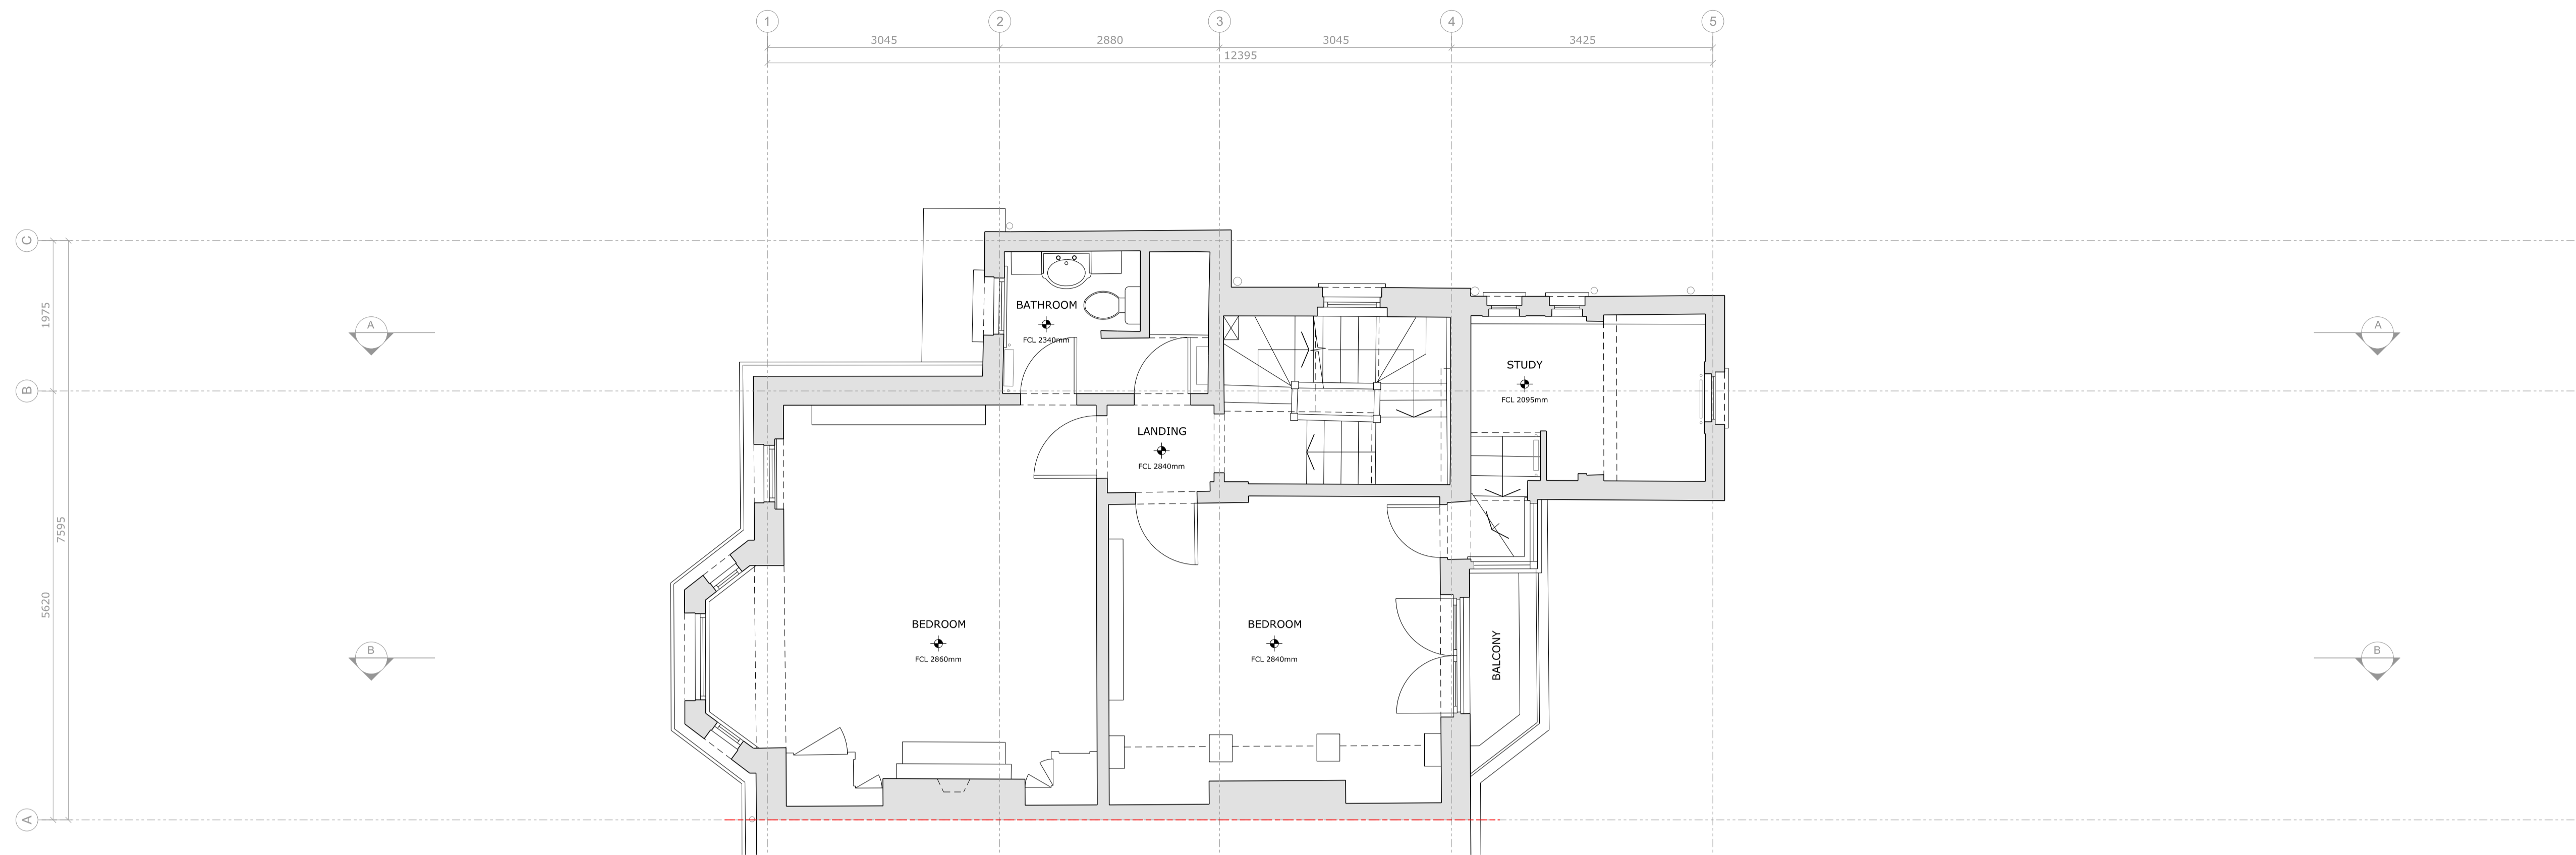 1
2
3
4
5
3045
2880
3045
3425
12395
C
1975
A
A
BATHROOM
FCL 2340mm
STUDY
FCL 2095mm
B
LANDING
FCL 2840mm
7595
5620
BEDROOM
FCL 2860mm
BEDROOM
FCL 2840mm
BALCONY
B
B
A